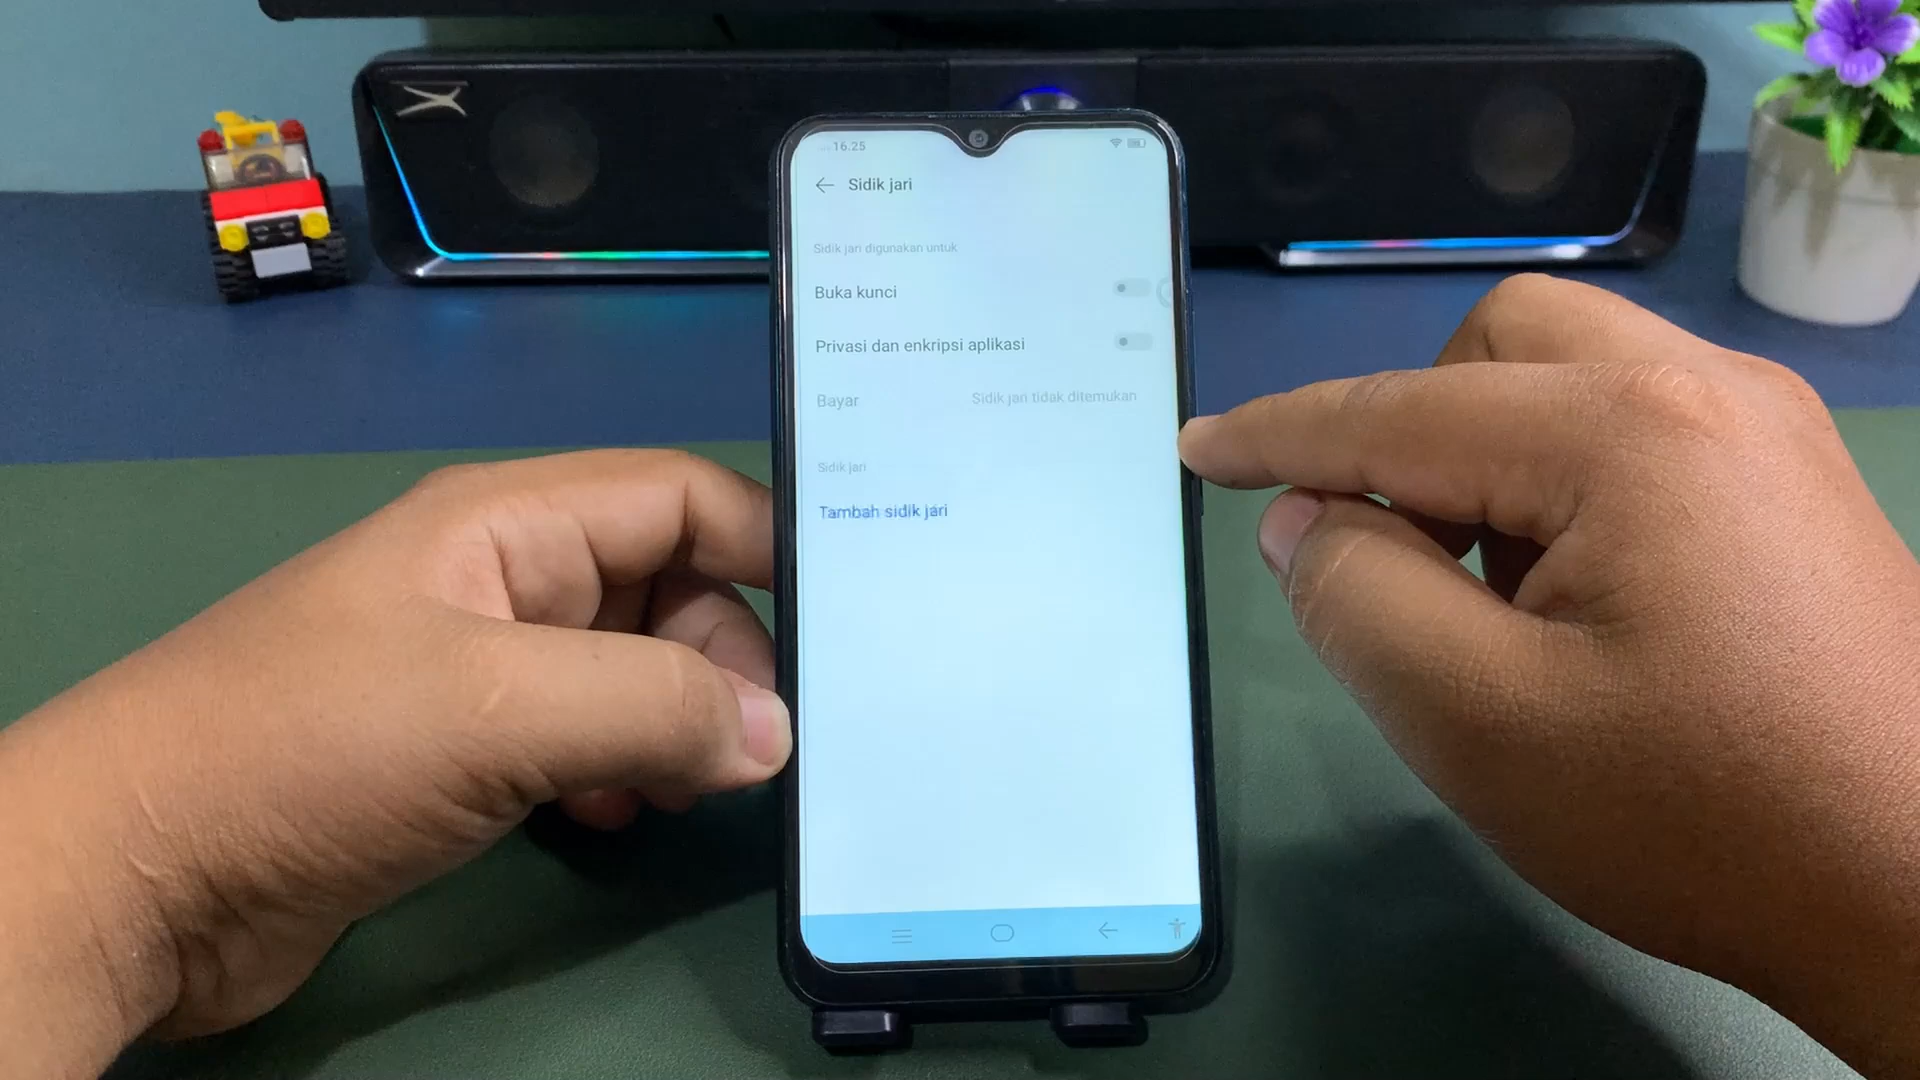 16.25
Sidik jari
Sidik jari digunakan untuk
Buka kunci
Privasi dan enkripsi aplikasi
Bayar Sidik jari tidak ditemukan
Sidik jari
Tambah sidik jari